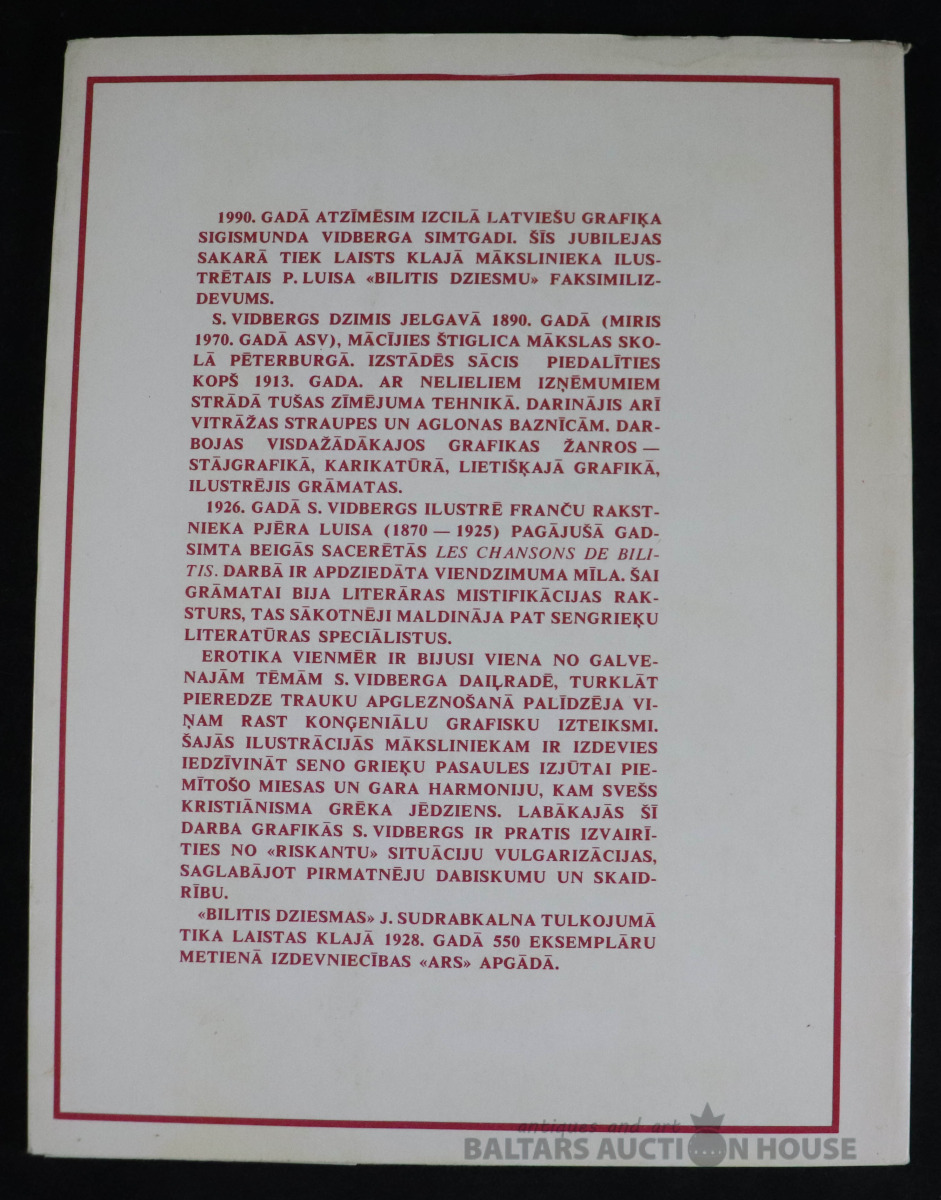 1990. GADĀ ATZĪMĒSIM IZCILĀ LATVIEŠU GRAFIĶA
SIGISMUNDA VIDBERGA SIMTGADI. ŠĪS JUBILEJAS
SAKARĀ TIEK LAISTS KLAJĀ MĀKSLINIEKA ILUS-
TRĒTAIS P. LUISA «BILITIS DZIESMU» FAKSIMILIZ-
DEVUMS.
S. VIDBERGS DZIMIS JELGAVĀ 1890. GADĀ (MIRIS
1970. GADĀ ASV), MĀCĪJIES ŠTIGLICA MĀKSLAS SKO-
LĀ PĒTERBURGĀ. IZSTĀDĒS SĀCIS PIEDALĪTIES
KOPŠ 1913. GADA. AR NELIELIEM IZŅĒMUMIEM
STRĀDĀ TUŠAS ZĪMĒJUMA TEHNIKĀ. DARINĀJIS ARĪ
VITRĀŽAS STRAUPES UN AGLONAS BAZNĪCĀM. DAR-
BOJAS VISDAŽĀDĀKAJOS GRAFIKAS ŽANROS —
STĀJGRAFIKĀ, KARIKATŪRĀ, LIETIŠĶAJĀ GRAFIKĀ,
ILUSTRĒJIS GRĀMATAS.
1926. GADĀ S. VIDBERGS ILUSTRĒ FRANČU RAKST-
NIEKA PJĒRA LUISA (1870 — 1925) PAGĀJUŠĀ GAD-
SIMTA BEIGĀS SACERĒTĀS LES CHANSONS DE BILI-
TIS. DARBĀ IR APDZIEDĀTA VIENDZIMUMA MĪLA. ŠAI
GRĀMATAI BIJA LITERĀRAS MISTIFIKĀCIJAS RAK-
STURS, TAS SĀKOTNĒJI MALDINĀJA PAT SENGRIEĶU
LITERATŪRAS SPECIĀLISTUS.
EROTIKA VIENMĒR IR BIJUSI VIENA NO GALVE-
NAJĀM TĒMĀM S. VIDBERGA DAIĻRADĒ, TURKLĀT
PIEREDZE TRAUKU APGLEZNOŠANĀ PALĪDZĒJA VI-
ŅAM RAST KONĢENIĀLU GRAFISKU IZTEIKSMI.
ŠAJĀS ILUSTRĀCIJĀS MĀKSLINIEKAM IR IZDEVIES
IEDZĪVINĀT SENO GRIEĶU PASAULES IZJŪTAI PIE-
MĪTOŠO MIESAS UN GARA HARMONIJU, KAM SVEŠS
KRISTIĀNISMA GRĒKA JĒDZIENS. LABĀKAJĀS ŠĪ
DARBA GRAFIKĀS S. VIDBERGS IR PRATIS IZVAIRĪ-
TIES NO «RISKANTU» SITUĀCIJU VULGARIZĀCIJAS,
SAGLABĀJOT PIRMATNĒJU DABISKUMU UN SKAID-
RĪBU.
«BILITIS DZIESMAS» J. SUDRABKALNA TULKOJUMĀ
TIKA LAISTAS KLAJĀ 1928. GADĀ 550 EKSEMPLĀRU
METIENĀ IZDEVNIECĪBAS «ARS» APGĀDĀ.
antiques and art
BALTARS AUCTION HOUSE